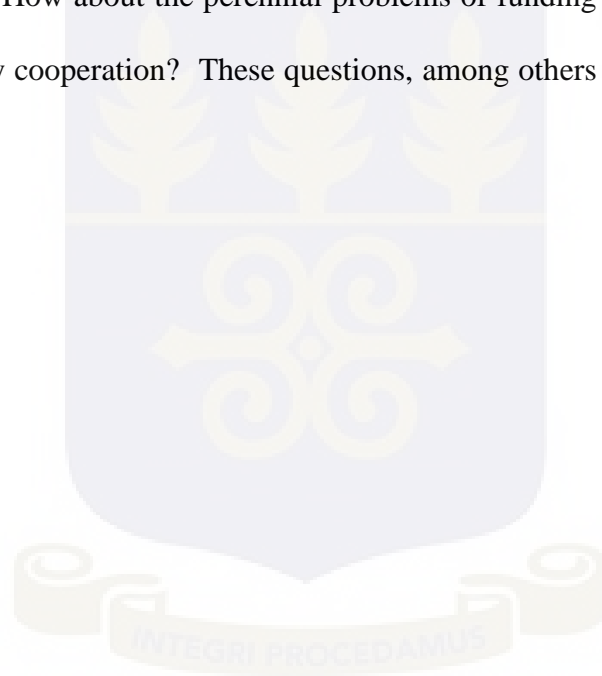 How about the perennial problems of funding
cooperation? These questions, among others
INTEGRI PROCEDAMUS